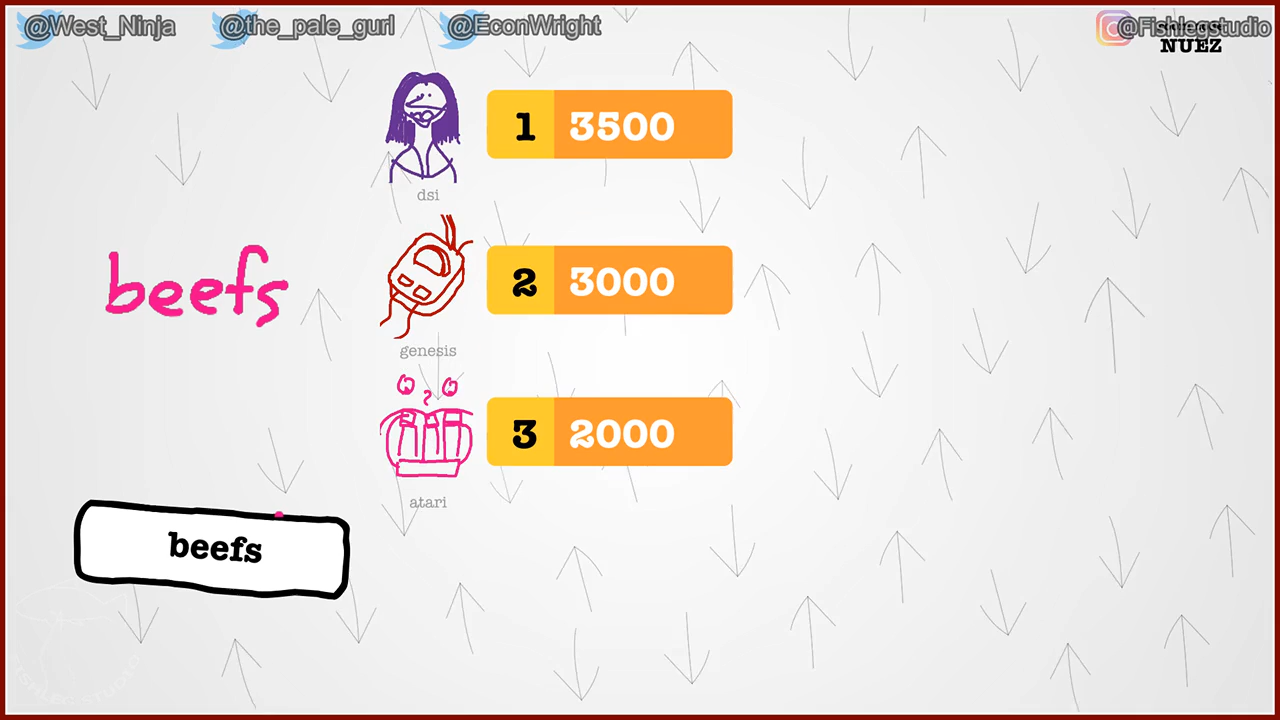 @West_Ninja @the_pale_gurl @EconWright @Fishlegstudio
NUEZ
1 3500
dsi
beefs
2 3000
genesis
3 2000
atari
beefs